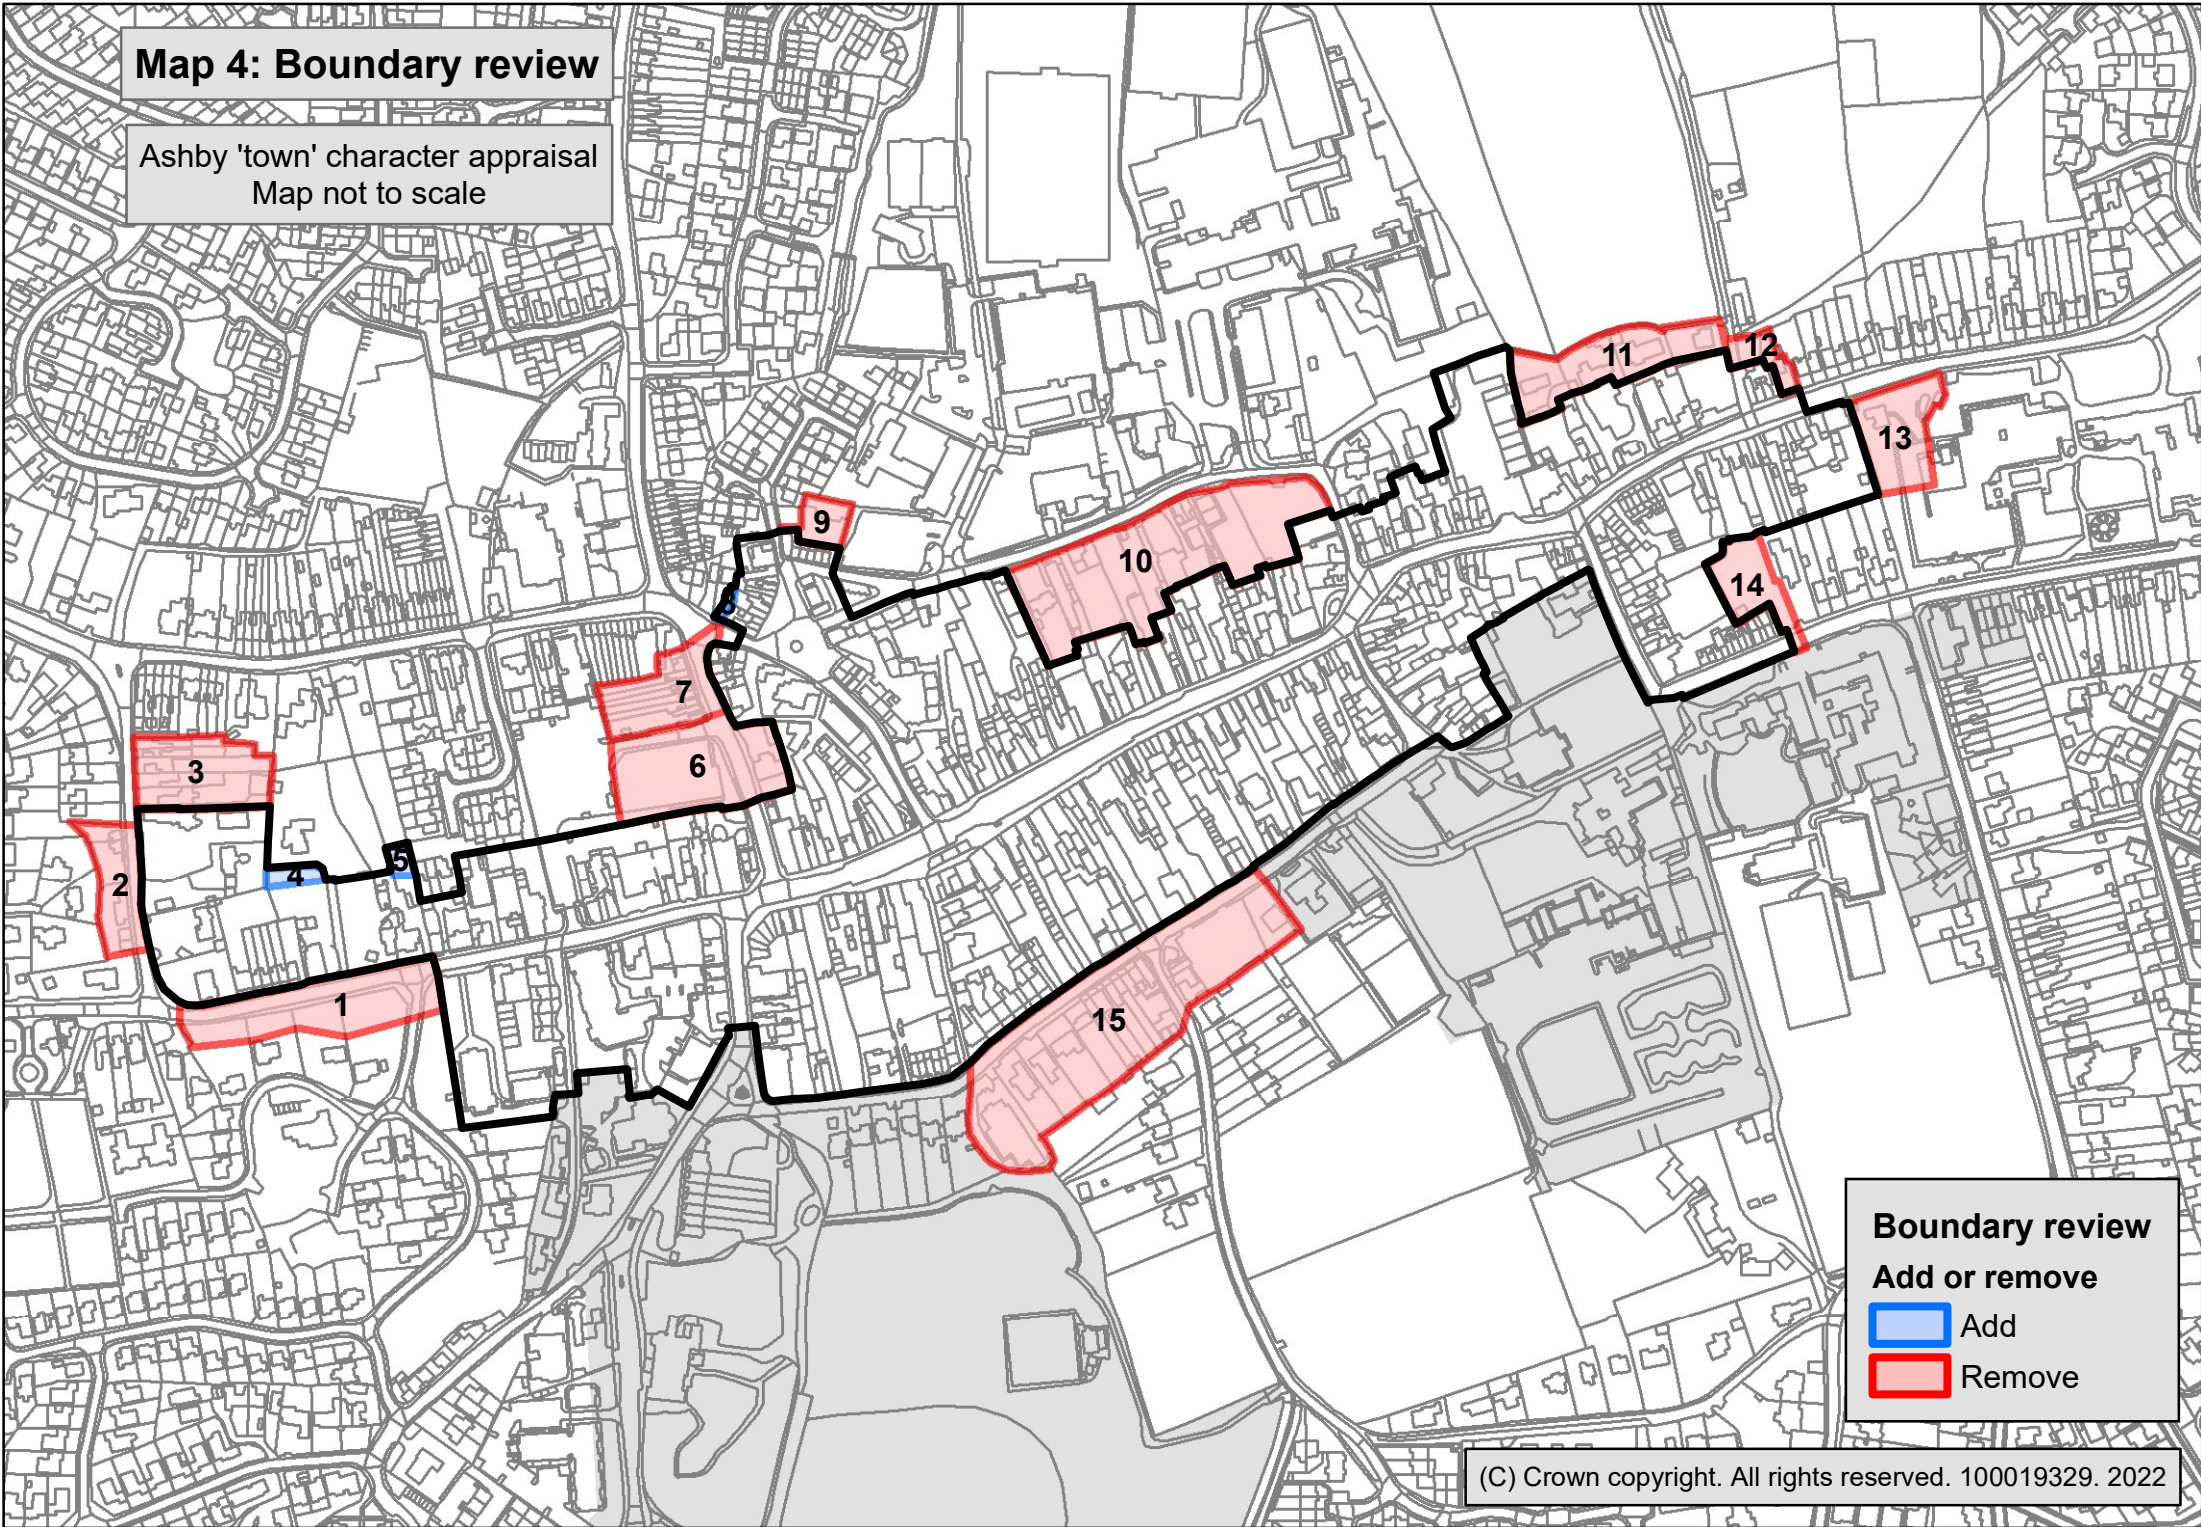 Map 4: Boundary review
Ashby 'town' character appraisal
Map not to scale
12
11
13
9
10
14
8
7
6
3
5
4
2
1
15
Boundary review
Add or remove
Add
Remove
(C) Crown copyright. All rights reserved. 100019329. 2022